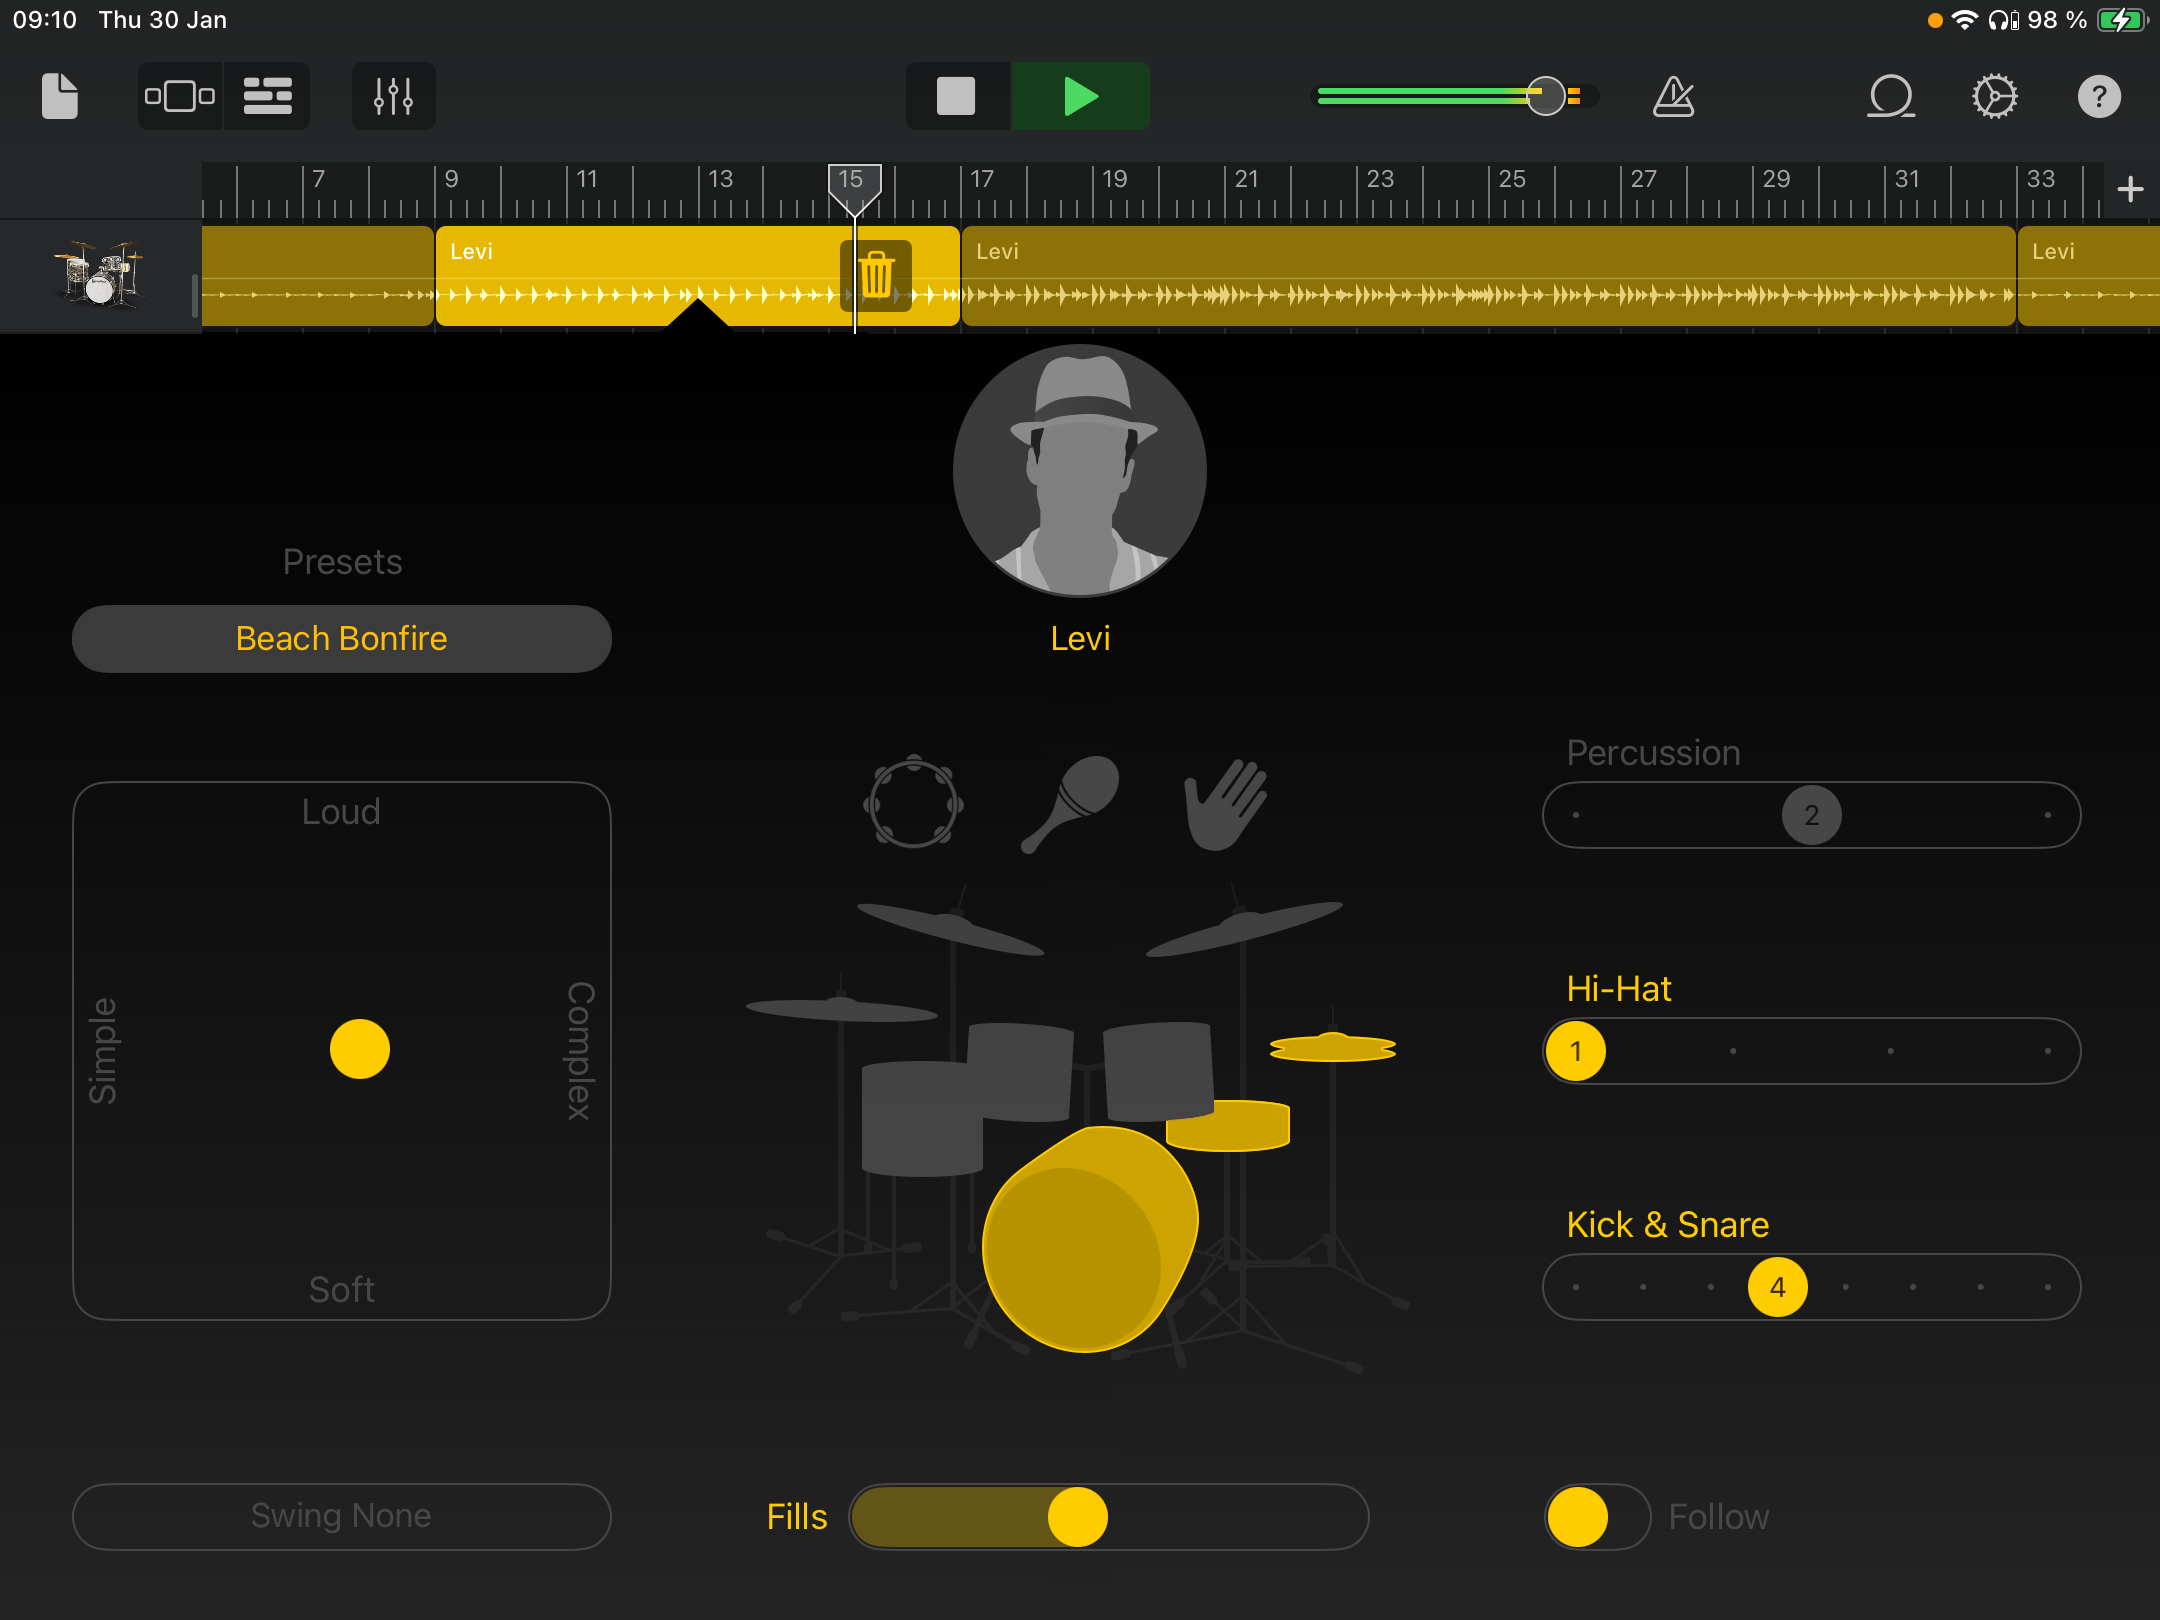 09:10 Thu 30 Jan
98 %
?
7 9 11 13 15 17 19 21 23 25 27 29 31 33
Levi
Levi
Levi
Presets
Beach Bonfire
Levi
Loud
Simple
Complex
Soft
Percussion
2
Hi-Hat
1
Kick & Snare
4
Swing None
Fills
Follow